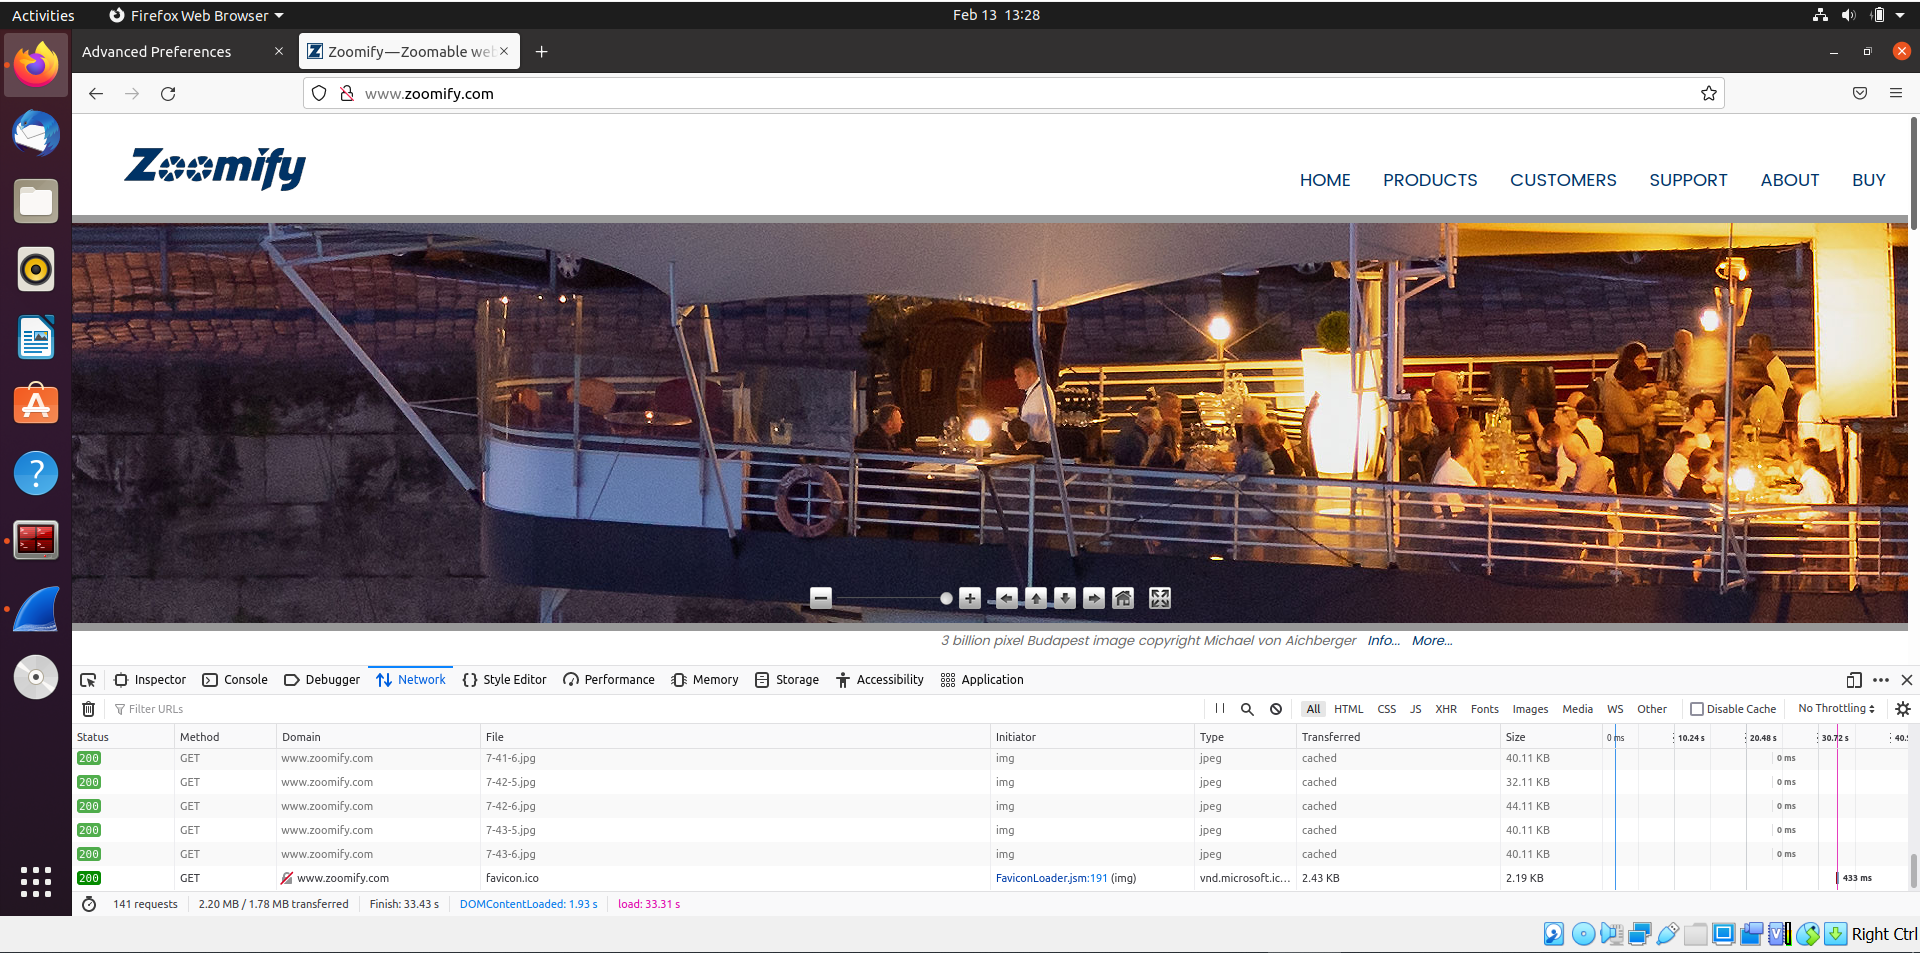 Activities Firefox Web Browser Feb 13 13:28
Advanced Preferences Zoomify — Zoomable we
www.zoomify.com
Zoomify
HOME PRODUCTS CUSTOMERS SUPPORT ABOUT BUY
3 billion pixel Budapest image copyright Michael von Aichberger Info... More...
Inspector Console Debugger Network Style Editor Performance Memory Storage Accessibility Application
Filter URLs All HTML CSS JS XHR Fonts Images Media WS Other Disable Cache No Throttling
Status Method Domain File Initiator Type Transferred Size 0 ms 10.24 s 20.48 s 30.72 s
200 GET www.zoomify.com 7-41-6.jpg img jpeg cached 40.11 KB 0 ms
200 GET www.zoomify.com 7-42-5.jpg img jpeg cached 32.11 KB 0 ms
200 GET www.zoomify.com 7-42-6.jpg img jpeg cached 44.11 KB 0 ms
200 GET www.zoomify.com 7-43-5.jpg img jpeg cached 40.11 KB 0 ms
200 GET www.zoomify.com 7-43-6.jpg img jpeg cached 40.11 KB 0 ms
200 GET www.zoomify.com favicon.ico FaviconLoader.jsm:191 (img) vnd.microsoft.ic... 2.43 KB 2.19 KB 433 ms
141 requests 2.20 MB / 1.78 MB transferred Finish: 33.43 s DOMContentLoaded: 1.93 s load: 33.31 s
Right Ctrl